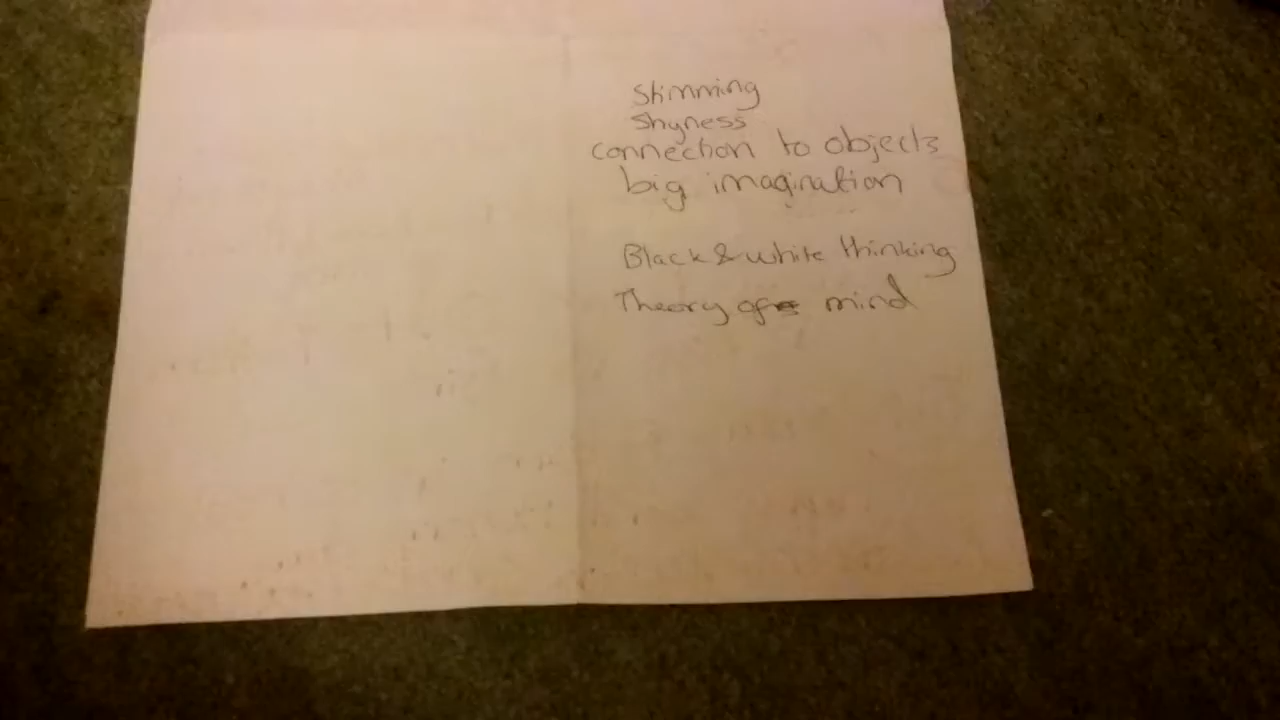 Stimming
Shyness
connection to objects
big imagination
Black & white thinking
Theory of mind